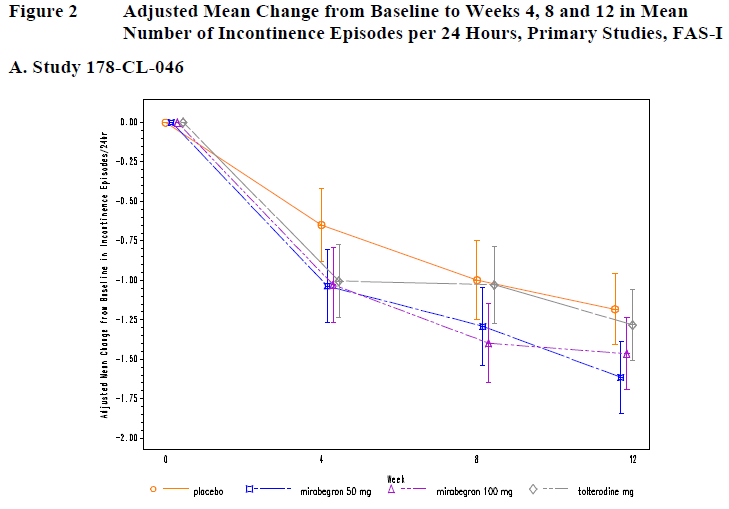 Figure 2 Adjusted Mean Change from Baseline to Weeks 4, 8 and 12 in Mean
Number of Incontinence Episodes per 24 Hours, Primary Studies, FAS-I
A. Study 178-CL-046
Adjusted Mean Change from Baseline in Incontinence Episodes/24hr
0.00
-0.25
-0.50
-0.75
-1.00
-1.25
-1.50
-1.75
-2.00
0 4 8 12
Week
placebo mirabegron 50 mg mirabegron 100 mg tolterodine mg